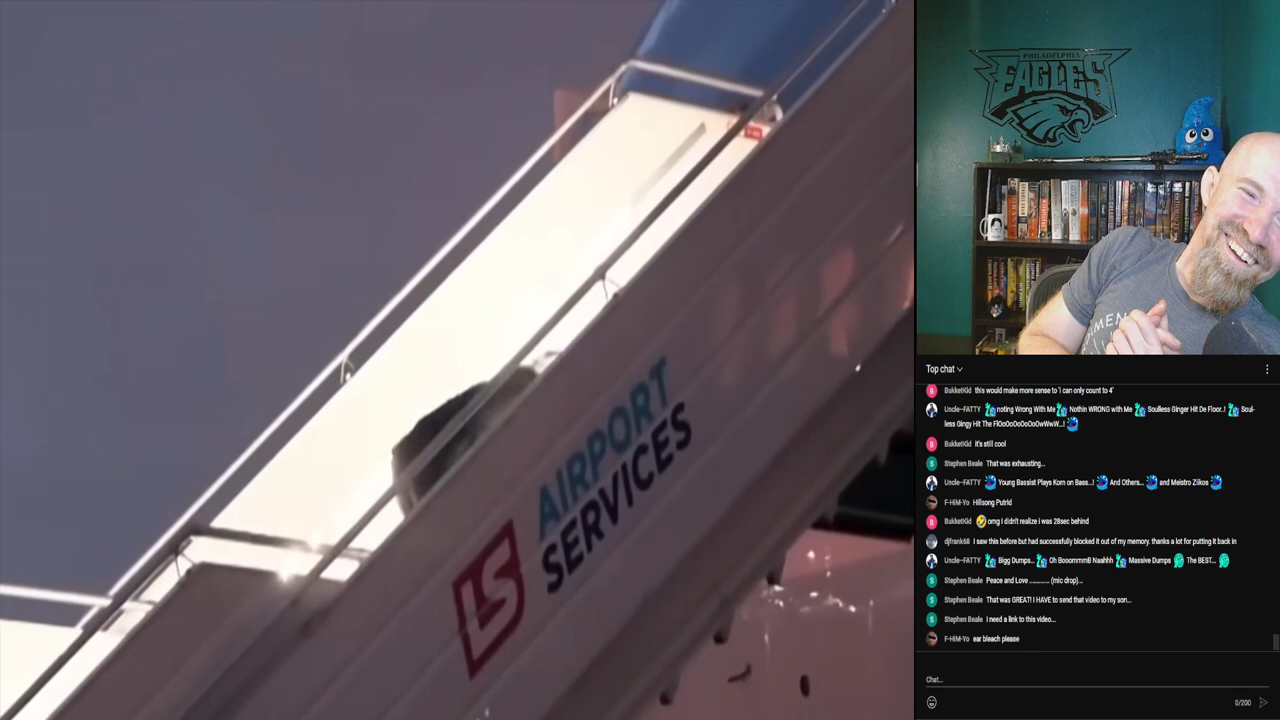 AIRPORT
SERVICES
LS
PHILADELPHIA
EAGLES
MEN
Top chat
B BukketKid this would make more sense to 'i can only count to 4'
Uncle-FATTY noting Wrong With Me Nothin WRONG with Me Soulless Ginger Hit De Floor..! Soul-
less Gingy Hit The FlOoOoOoOoOoOwWwW...!
B BukketKid it's still cool
S Stephen Beale That was exhausting...
Uncle-FATTY Young Bassist Plays Korn on Bass...! And Others... and Meistro Ziikos
F-HiM-Yo Hillsong Putrid
B BukketKid omg I didn't realize i was 28sec behind
djfrank68 I saw this before but had successfully blocked it out of my memory. thanks a lot for putting it back in
Uncle-FATTY Bigg Dumps... Oh BooommmB Naahhh Massive Dumps The BEST...
S Stephen Beale Peace and Love ............ (mic drop)...
S Stephen Beale That was GREAT! I HAVE to send that video to my son...
S Stephen Beale I need a link to this video...
F-HiM-Yo ear bleach please
Chat...
0/200